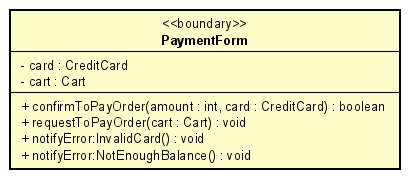 <<boundary>>
PaymentForm
- card : CreditCard
- cart : Cart
+ confirmToPayOrder(amount : int, card : CreditCard) : boolean
+ requestToPayOrder(cart : Cart) : void
+ notifyError:InvalidCard() : void
+ notifyError:NotEnoughBalance() : void